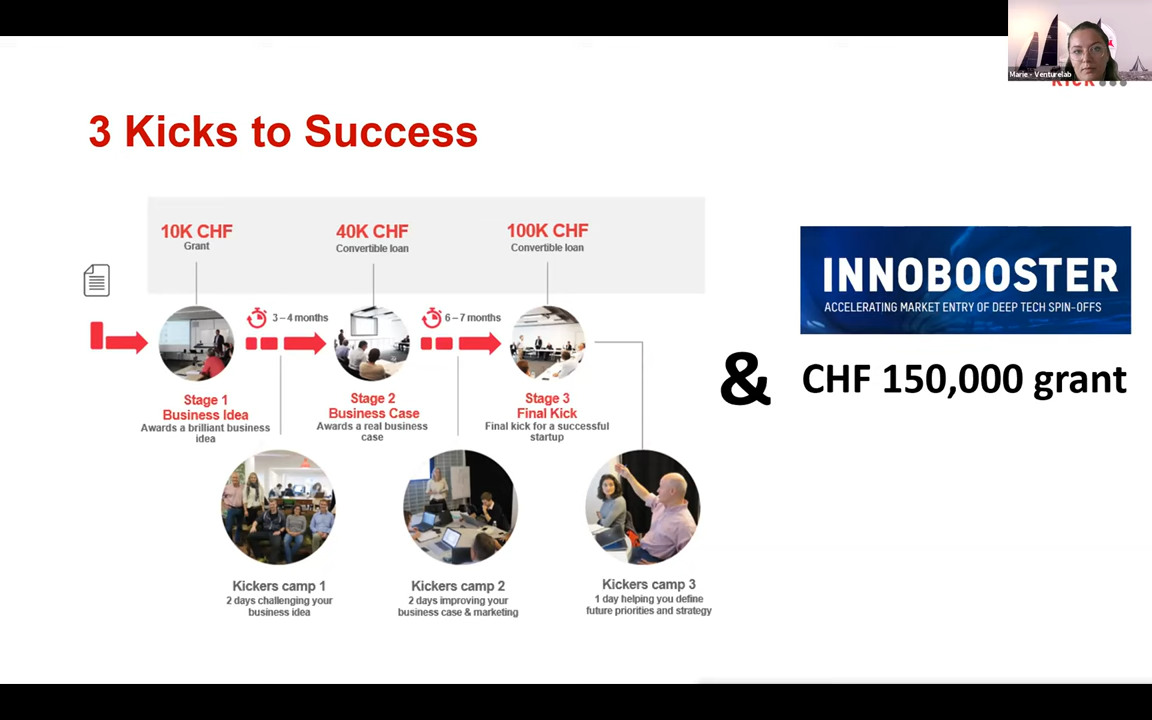 Marie - Venturelab
3 Kicks to Success
10K CHF
Grant
40K CHF
Convertible loan
100K CHF
Convertible loan
3 – 4 months
6 – 7 months
Stage 1
Business Idea
Awards a brilliant business
idea
Stage 2
Business Case
Awards a real business
case
Stage 3
Final Kick
Final kick for a successful
startup
Kickers camp 1
2 days challenging your
business idea
Kickers camp 2
2 days improving your
business case & marketing
Kickers camp 3
1 day helping you define
future priorities and strategy
INNOBOOSTER
ACCELERATING MARKET ENTRY OF DEEP TECH SPIN-OFFS
& CHF 150,000 grant